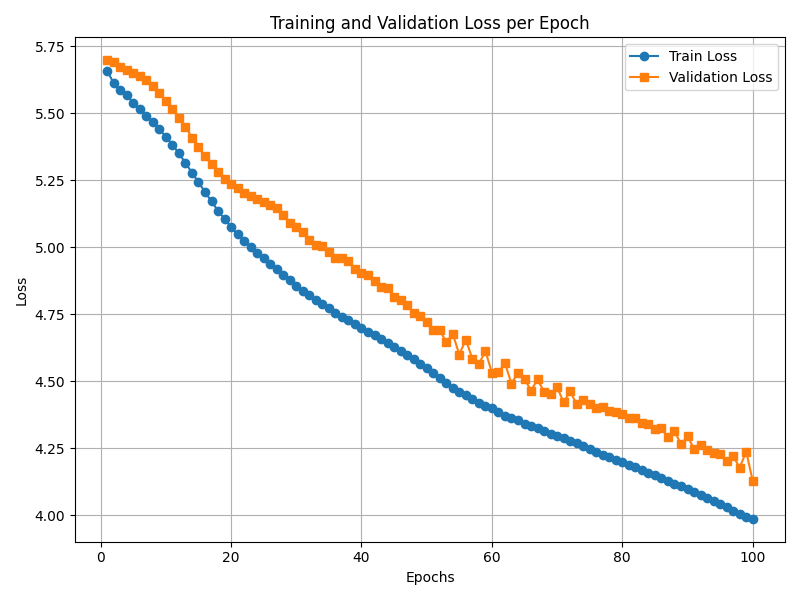 Training and Validation Loss per Epoch
Train Loss
Validation Loss
Loss
5.75
5.50
5.25
5.00
4.75
4.50
4.25
4.00
0 20 40 60 80 100
Epochs